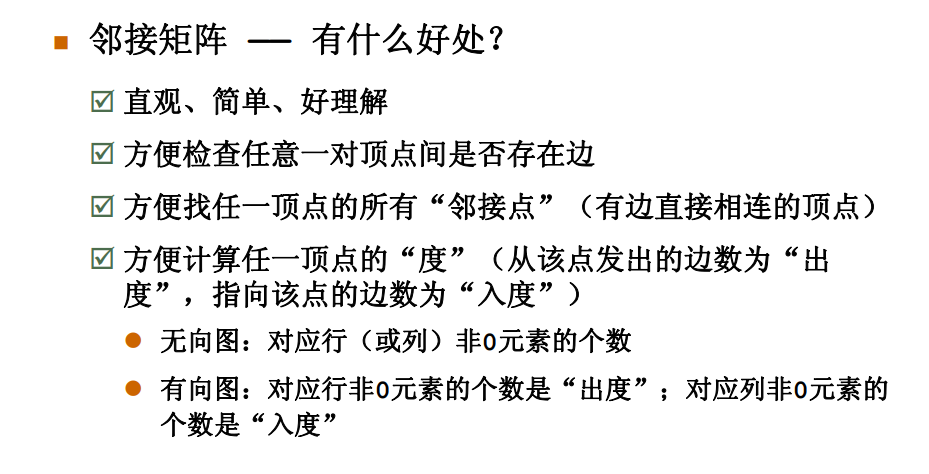 邻接矩阵 —— 有什么好处？
直观、简单、好理解
方便检查任意一对顶点间是否存在边
方便找任一顶点的所有“邻接点”（有边直接相连的顶点）
方便计算任一顶点的“度”（从该点发出的边数为“出
度”，指向该点的边数为“入度”）
无向图：对应行（或列）非0元素的个数
有向图：对应行非0元素的个数是“出度”；对应列非0元素的
个数是“入度”